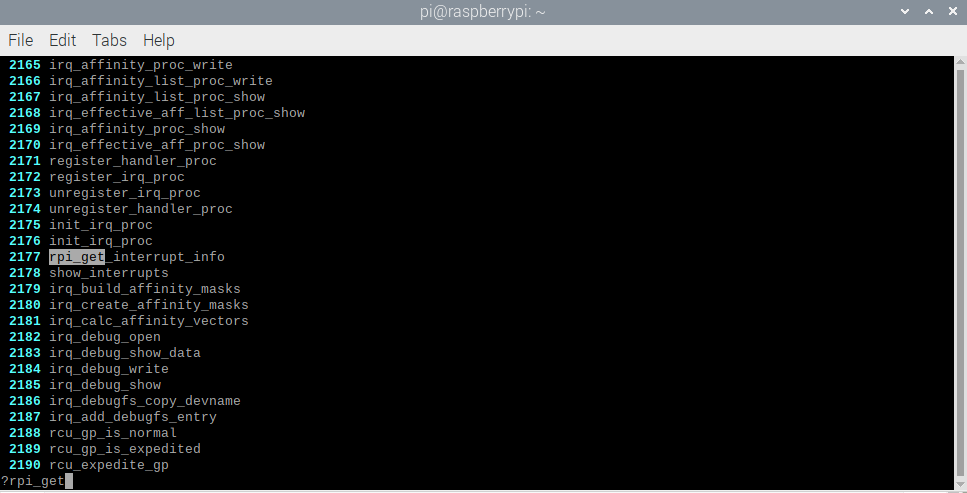 pi@raspberrypi: ~
File Edit Tabs Help
2165 irq_affinity_proc_write
2166 irq_affinity_list_proc_write
2167 irq_affinity_list_proc_show
2168 irq_effective_aff_list_proc_show
2169 irq_affinity_proc_show
2170 irq_effective_aff_proc_show
2171 register_handler_proc
2172 register_irq_proc
2173 unregister_irq_proc
2174 unregister_handler_proc
2175 init_irq_proc
2176 init_irq_proc
2177 rpi_get_interrupt_info
2178 show_interrupts
2179 irq_build_affinity_masks
2180 irq_create_affinity_masks
2181 irq_calc_affinity_vectors
2182 irq_debug_open
2183 irq_debug_show_data
2184 irq_debug_write
2185 irq_debug_show
2186 irq_debugfs_copy_devname
2187 irq_add_debugfs_entry
2188 rcu_gp_is_normal
2189 rcu_gp_is_expedited
2190 rcu_expedite_gp
?rpi_get